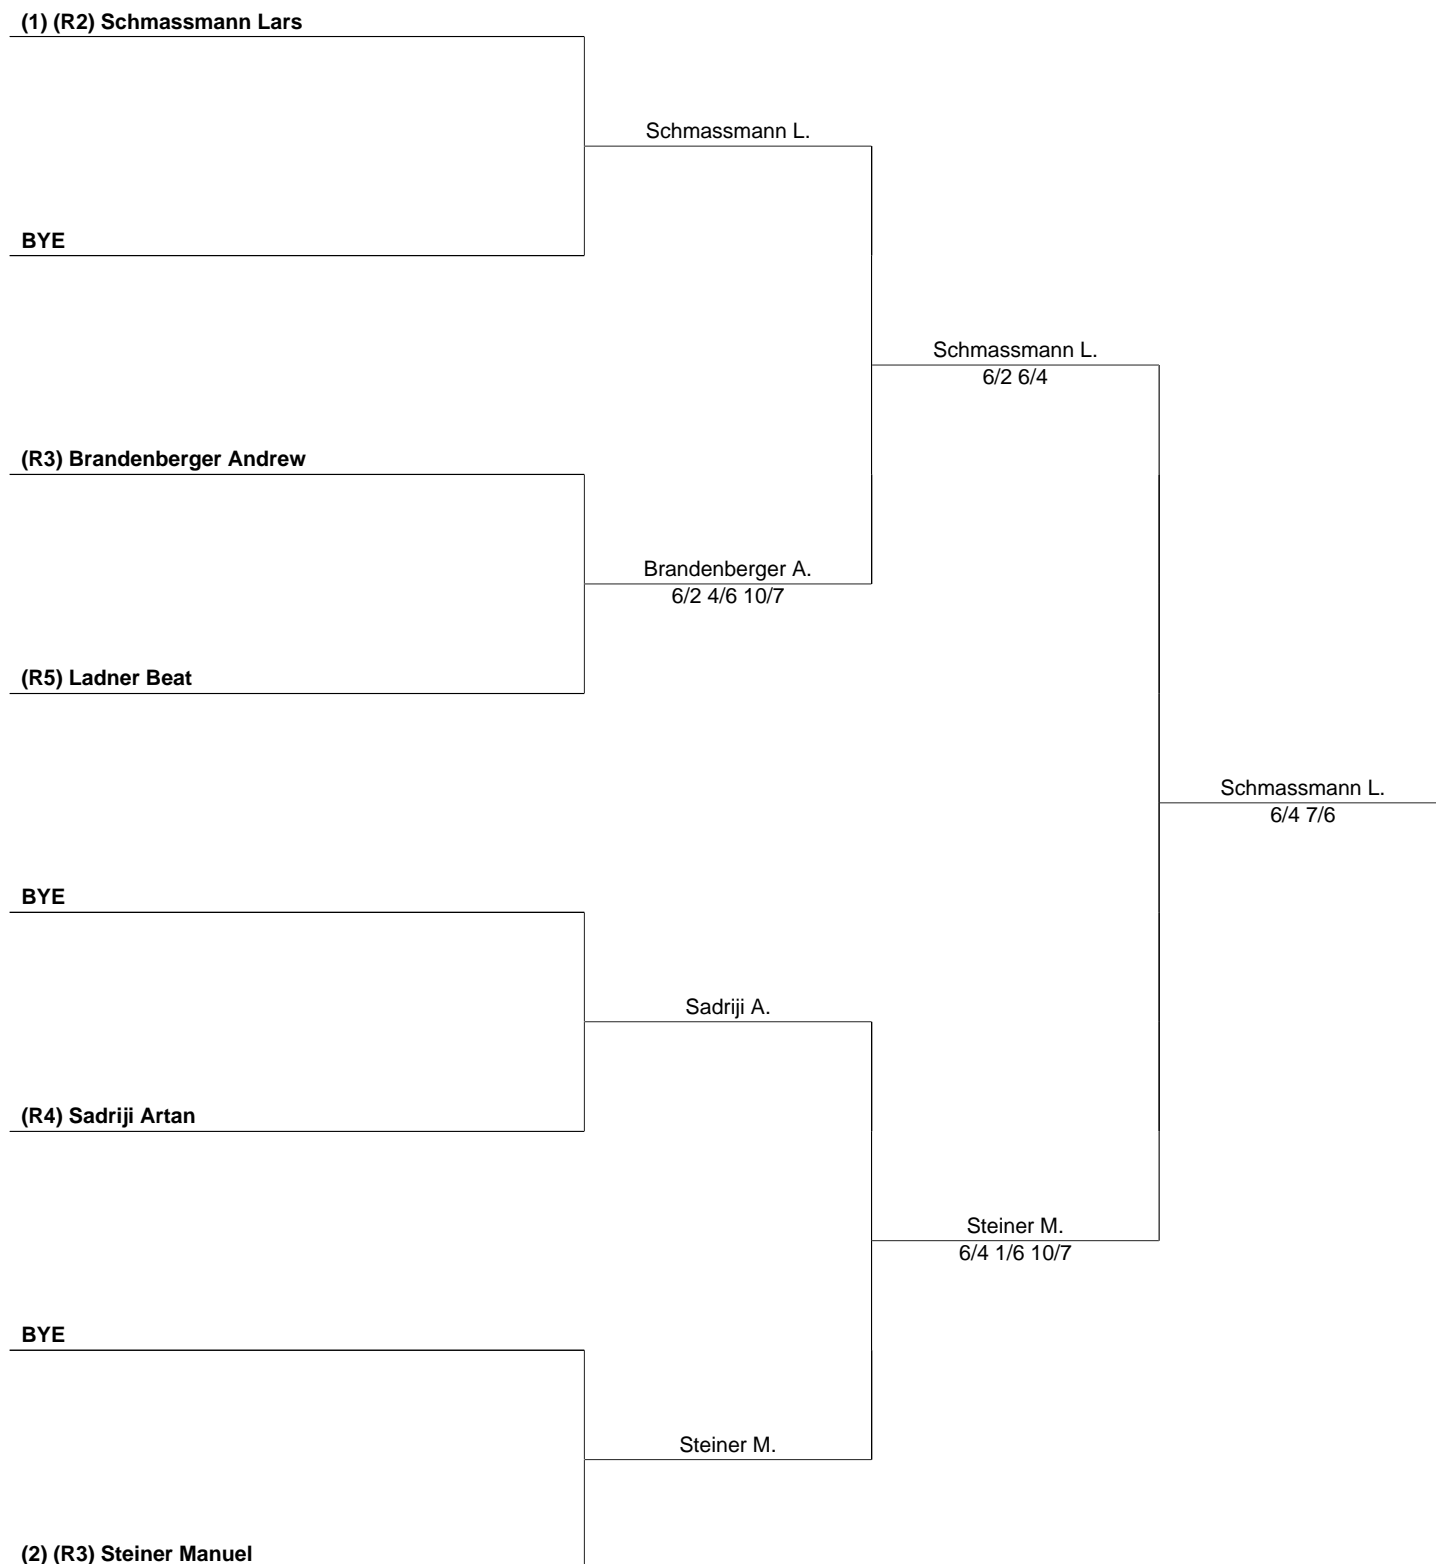 (1) (R2) Schmassmann Lars
Schmassmann L.
BYE
Schmassmann L.
6/2 6/4
(R3) Brandenberger Andrew
Brandenberger A.
6/2 4/6 10/7
(R5) Ladner Beat
Schmassmann L.
6/4 7/6
BYE
Sadriji A.
(R4) Sadriji Artan
Steiner M.
6/4 1/6 10/7
BYE
Steiner M.
(2) (R3) Steiner Manuel